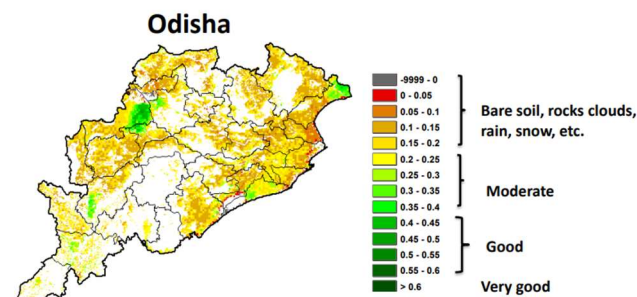 Odisha
-9999 - 0
0 - 0.05
0.05 - 0.1
0.1 - 0.15
0.15 - 0.2
0.2 - 0.25
0.25 - 0.3
0.3 - 0.35
0.35 - 0.4
0.4 - 0.45
0.45 - 0.5
0.5 - 0.55
0.55 - 0.6
> 0.6
Bare soil, rocks clouds,
rain, snow, etc.
Moderate
Good
Very good